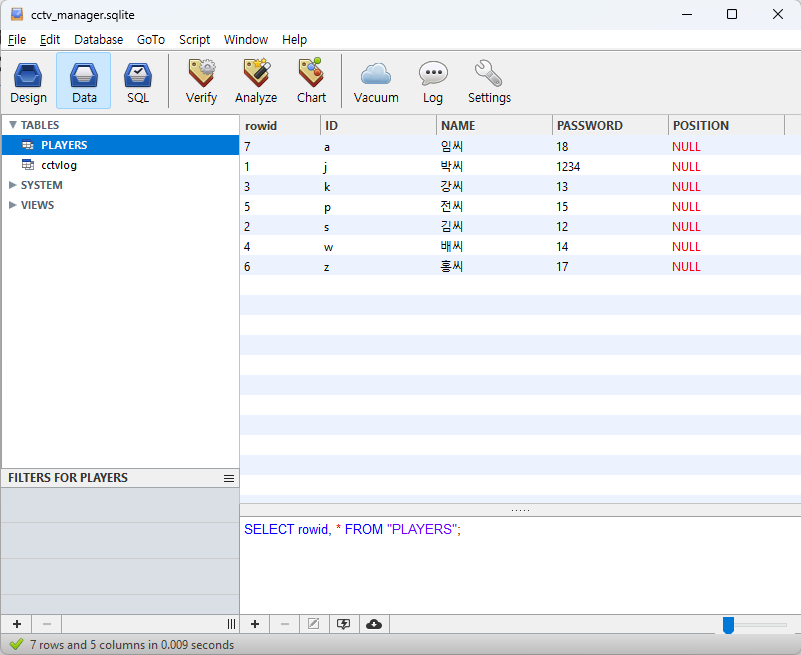 cctv_manager.sqlite
File Edit Database GoTo Script Window Help
Design Data SQL Verify Analyze Chart Vacuum Log Settings
TABLES
PLAYERS
cctvlog
SYSTEM
VIEWS
rowid ID NAME PASSWORD POSITION
7 a 임씨 18 NULL
1 j 박씨 1234 NULL
3 k 강씨 13 NULL
5 p 전씨 15 NULL
2 s 김씨 12 NULL
4 w 배씨 14 NULL
6 z 홍씨 17 NULL
FILTERS FOR PLAYERS
SELECT rowid, * FROM "PLAYERS";
7 rows and 5 columns in 0.009 seconds